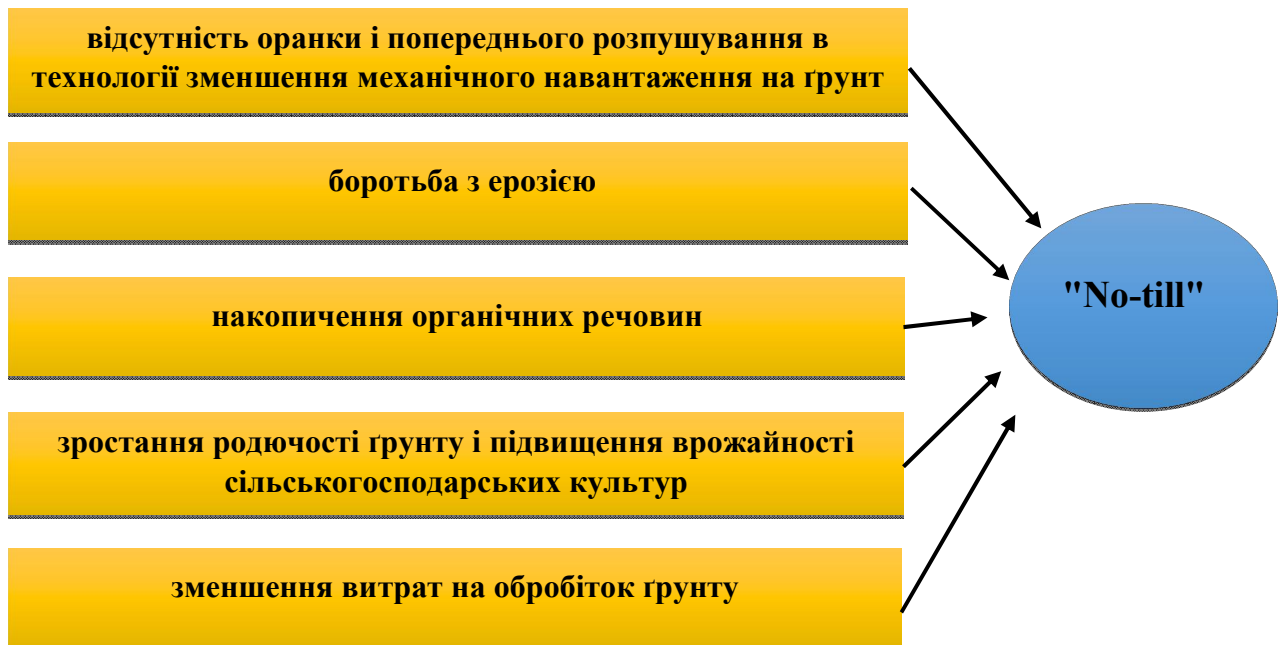 відсутність оранки і попереднього розпушування в
технології зменшення механічного навантаження на ґрунт
боротьба з ерозією
"No-till"
накопичення органічних речовин
зростання родючості ґрунту і підвищення врожайності
сільськогосподарських культур
зменшення витрат на обробіток ґрунту